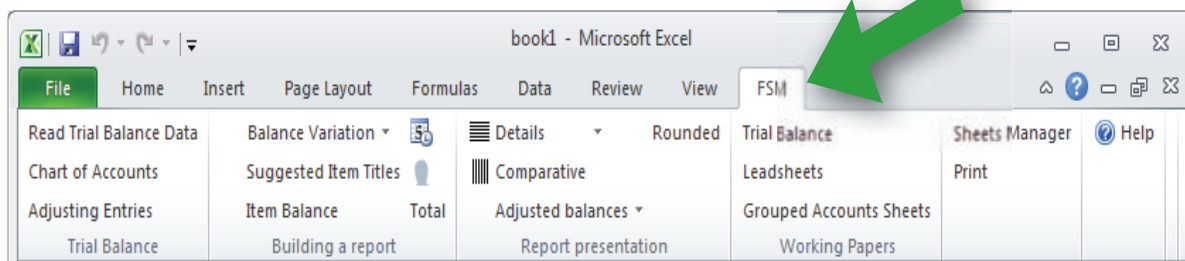 book1 - Microsoft Excel
File Home Insert Page Layout Formulas Data Review View FSM
Read Trial Balance Data Balance Variation Details Rounded Trial Balance Sheets Manager Help
Chart of Accounts Suggested Item Titles Comparative Leadsheets Print
Adjusting Entries Item Balance Total Adjusted balances Grouped Accounts Sheets
Trial Balance Building a report Report presentation Working Papers